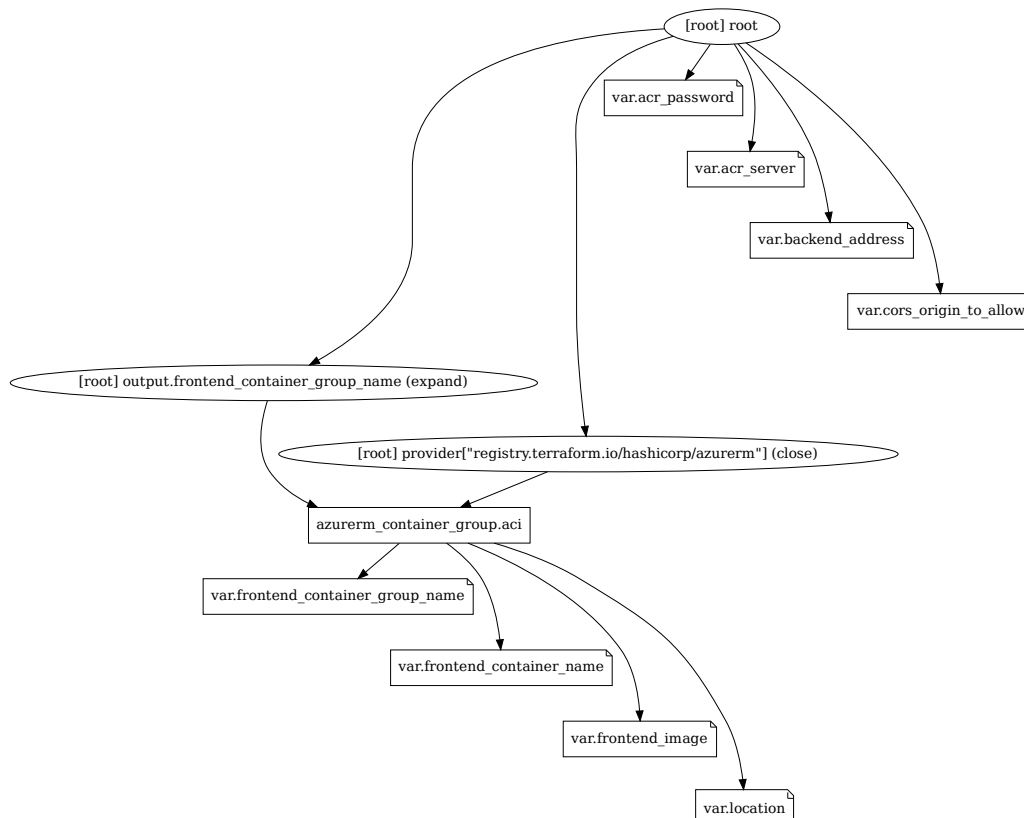 [root] root
var.acr_password
var.acr_server
var.backend_address
var.cors_origin_to_allow
[root] output.frontend_container_group_name (expand)
[root] provider["registry.terraform.io/hashicorp/azurerm"] (close)
azurerm_container_group.aci
var.frontend_container_group_name
var.frontend_container_name
var.frontend_image
var.location